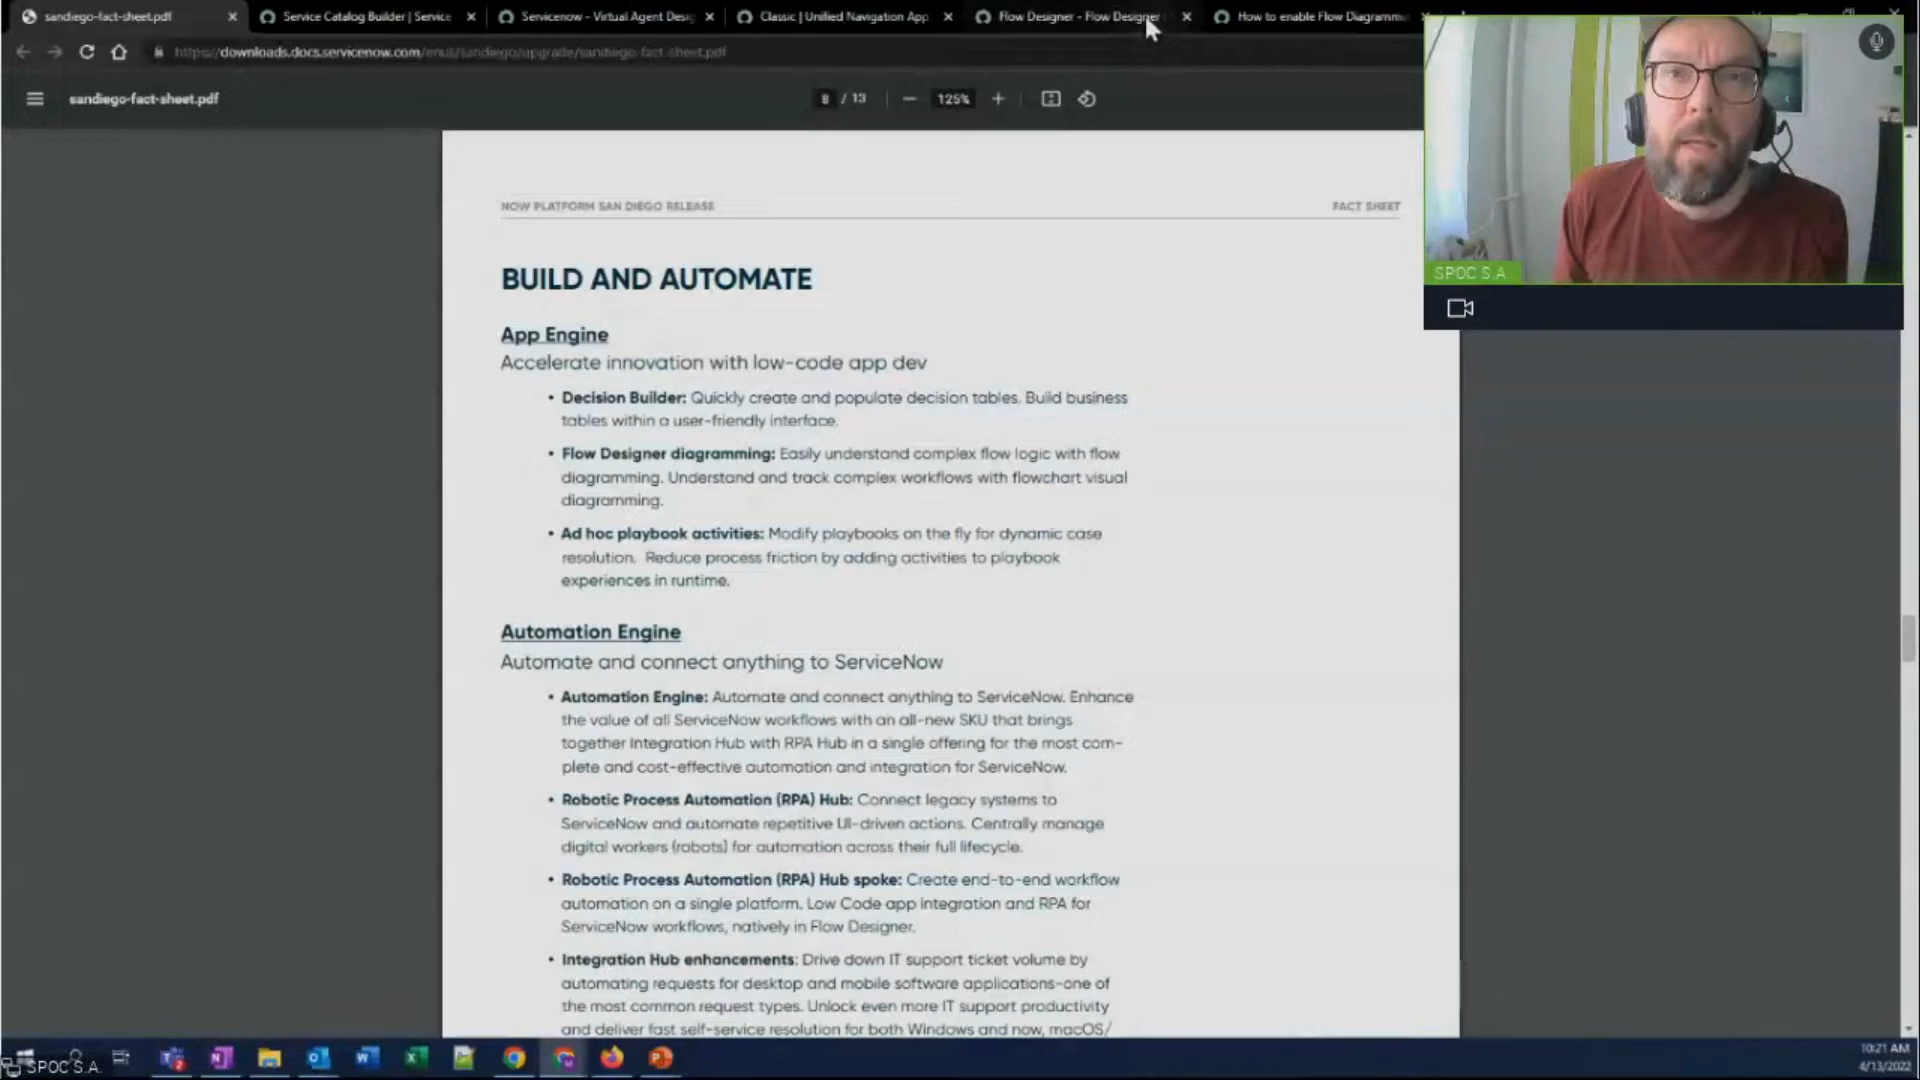 sandiego-fact-sheet.pdf
Service Catalog Builder | Service
Servicenow - Virtual Agent Desig
Classic | Unified Navigation App
Flow Designer - Flow Designer
How to enable Flow Diagrammi
https://downloads.docs.servicenow.com/enus/sandiego/upgrade/sandiego-fact-sheet.pdf
sandiego-fact-sheet.pdf
8 / 13
125%
NOW PLATFORM SAN DIEGO RELEASE
FACT SHEET
SPOC S.A.
BUILD AND AUTOMATE
App Engine
Accelerate innovation with low-code app dev
• Decision Builder: Quickly create and populate decision tables. Build business
tables within a user-friendly interface.
• Flow Designer diagramming: Easily understand complex flow logic with flow
diagramming. Understand and track complex workflows with flowchart visual
diagramming.
• Ad hoc playbook activities: Modify playbooks on the fly for dynamic case
resolution. Reduce process friction by adding activities to playbook
experiences in runtime.
Automation Engine
Automate and connect anything to ServiceNow
• Automation Engine: Automate and connect anything to ServiceNow. Enhance
the value of all ServiceNow workflows with an all-new SKU that brings
together Integration Hub with RPA Hub in a single offering for the most com-
plete and cost-effective automation and integration for ServiceNow.
• Robotic Process Automation (RPA) Hub: Connect legacy systems to
ServiceNow and automate repetitive UI-driven actions. Centrally manage
digital workers (robots) for automation across their full lifecycle.
• Robotic Process Automation (RPA) Hub spoke: Create end-to-end workflow
automation on a single platform. Low Code app integration and RPA for
ServiceNow workflows, natively in Flow Designer.
• Integration Hub enhancements: Drive down IT support ticket volume by
automating requests for desktop and mobile software applications-one of
the most common request types. Unlock even more IT support productivity
and deliver fast self-service resolution for both Windows and now, macOS/
SPOC S.A.
10:21 AM
4/13/2022